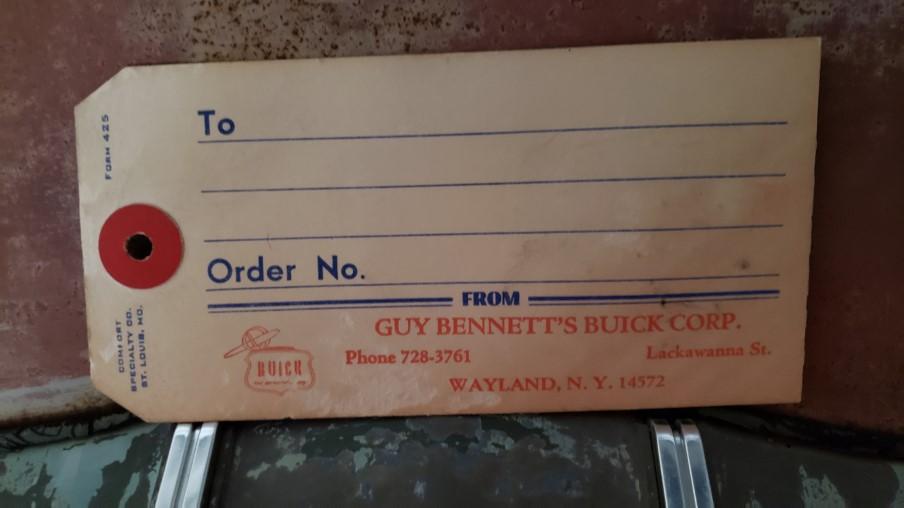 FORM 425
To
Order No.
FROM
GUY BENNETT'S BUICK CORP.
Phone 728-3761 Lackawanna St.
WAYLAND, N. Y. 14572
BUICK
COMFORT
SPECIALTY CO.
ST. LOUIS, MO.